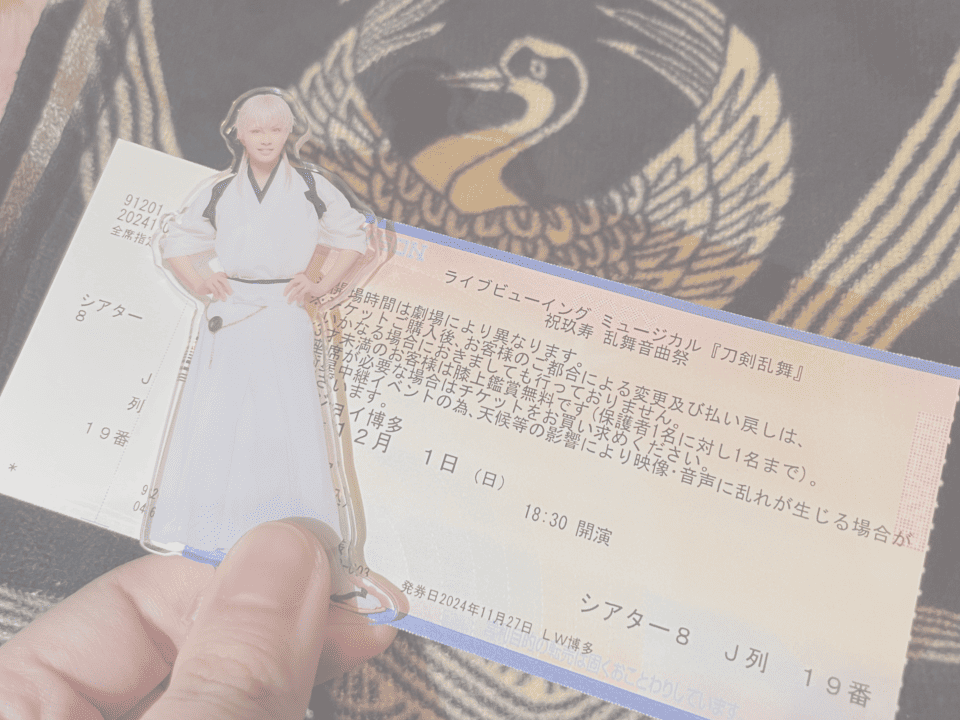 91201
20241
全席指定
シアター
8
J
列
19番
*
ライブビューイング ミュージカル『刀剣乱舞』
祝玖寿 乱舞音曲祭
場時間は劇場により異なります。
ケットご購入後、お客様のご都合による変更及び払い戻しは、
かなる場合におきましても行っておりません。
未満のお客様は膝上鑑賞無料です(保護者1名に対し1名まで)。
席が必要な場合はチケットをお買い求めください。
中継イベントの為、天候等の影響により映像・音声に乱れが生じる場合が
います。
ヨイ博多
12月 1日(日)
18:30 開演
シアター8 J列 19番
発券日2024年11月27日 LW博多